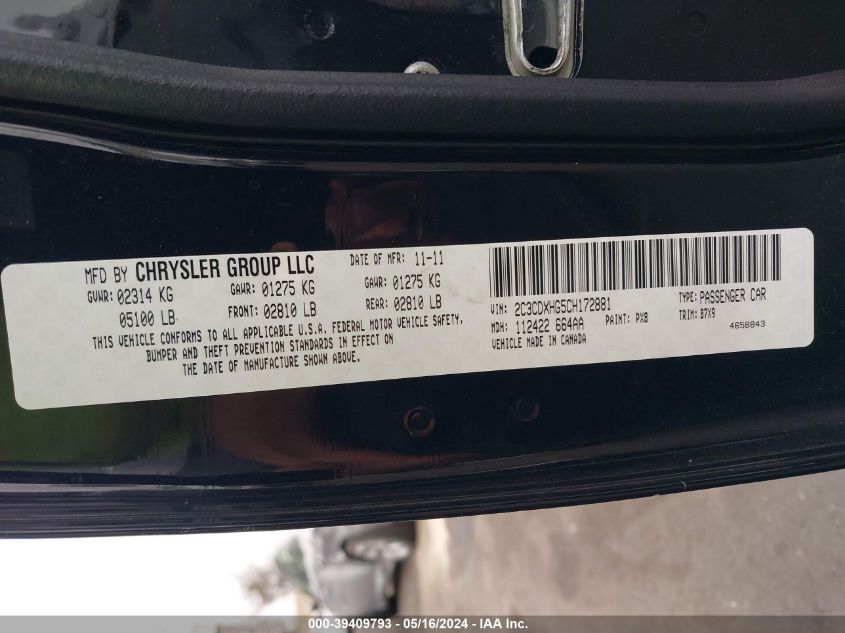 MFD BY CHRYSLER GROUP LLC
DATE OF MFR: 11-11
GVWR: 02314 KG
GAWR: 01275 KG
GAWR: 01275 KG
05100 LB
FRONT: 02810 LB
REAR: 02810 LB
THIS VEHICLE CONFORMS TO ALL APPLICABLE U.S.A. FEDERAL MOTOR VEHICLE SAFETY,
BUMPER AND THEFT PREVENTION STANDARDS IN EFFECT ON
THE DATE OF MANUFACTURE SHOWN ABOVE.
VIN: 2C3CDXHG5CH172881
TYPE: PASSENGER CAR
MDH: 112422 664AA
PAINT: PX8
TRIM: B7X9
VEHICLE MADE IN CANADA
4658843
000-39409793 - 05/16/2024 - IAA Inc.